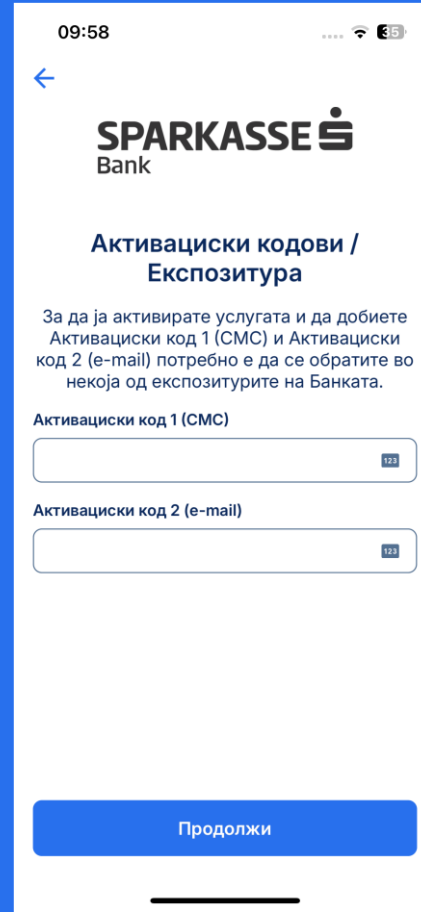 09:58
35
SPARKASSE
Bank
Активациски кодови /
Експозитура
За да ја активирате услугата и да добиете
Активациски код 1 (СМС) и Активациски
код 2 (e-mail) потребно е да се обратите во
некоја од експозитурите на Банката.
Активациски код 1 (СМС)
123
Активациски код 2 (e-mail)
123
Продолжи